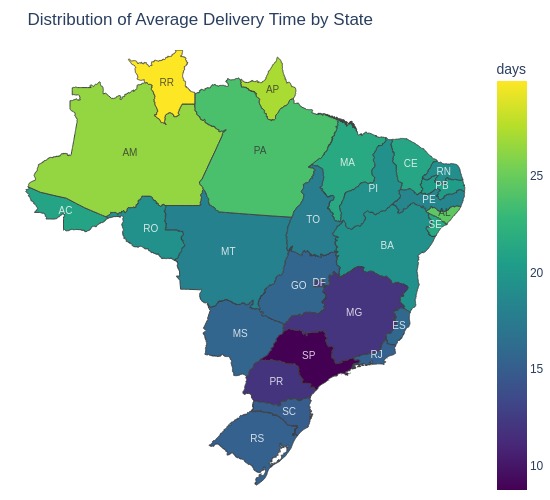 Distribution of Average Delivery Time by State
days
RR
AP
AM
PA
MA
CE
RN
PB
PI
PE
AL
SE
AC
RO
TO
BA
MT
GO
DF
MG
ES
MS
SP
RJ
PR
SC
RS
25
20
15
10